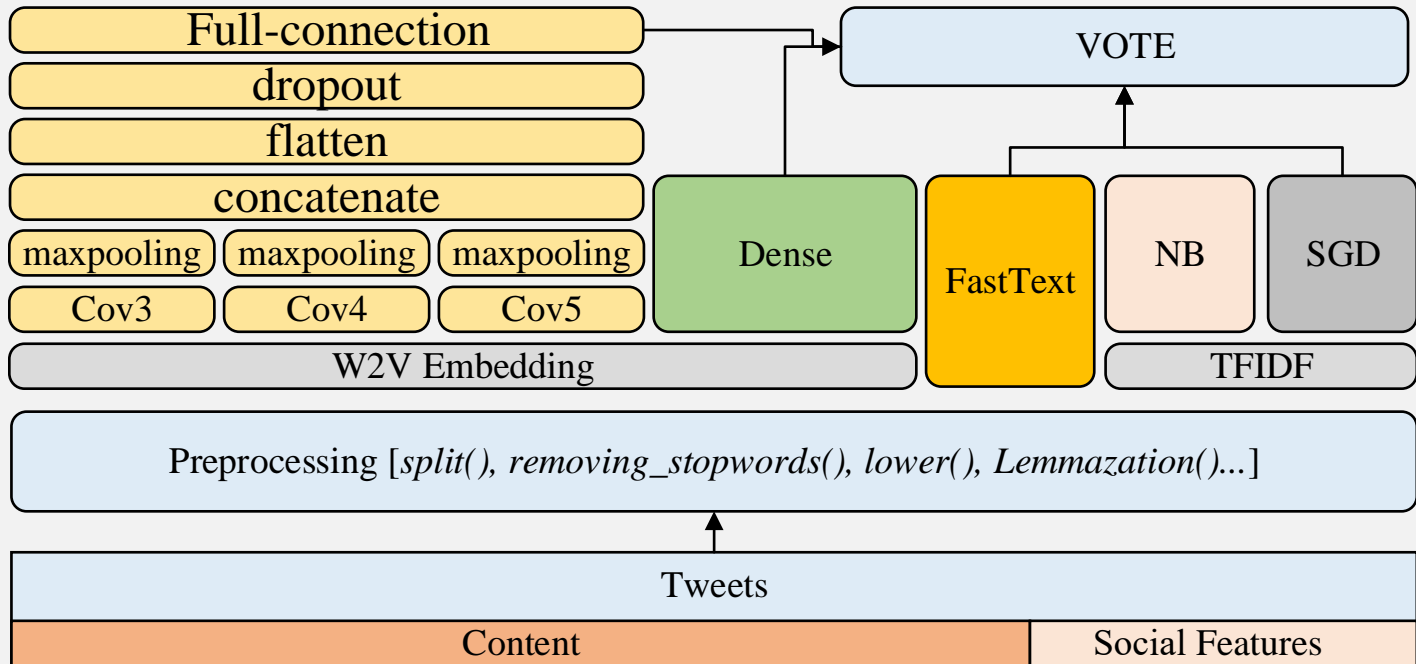 Full-connection
VOTE
dropout
flatten
concatenate
maxpooling maxpooling maxpooling
Dense
FastText
NB
SGD
Cov3 Cov4 Cov5
W2V Embedding
TFIDF
Preprocessing [split(), removing_stopwords(), lower(), Lemmazation()...]
Tweets
Content
Social Features